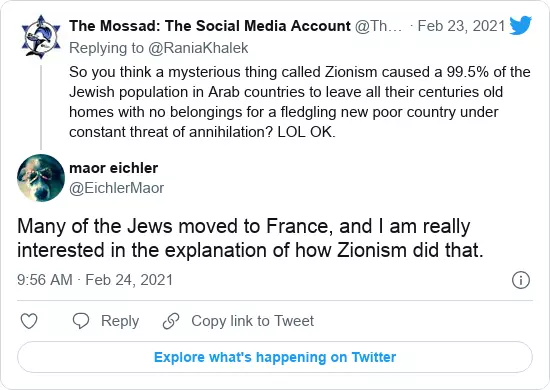 The Mossad: The Social Media Account @Th… · Feb 23, 2021
Replying to @RaniaKhalek
So you think a mysterious thing called Zionism caused a 99.5% of the
Jewish population in Arab countries to leave all their centuries old
homes with no belongings for a fledgling new poor country under
constant threat of annihilation? LOL OK.
maor eichler
@EichlerMaor
Many of the Jews moved to France, and I am really
interested in the explanation of how Zionism did that.
9:56 AM · Feb 24, 2021
Reply Copy link to Tweet
Explore what's happening on Twitter